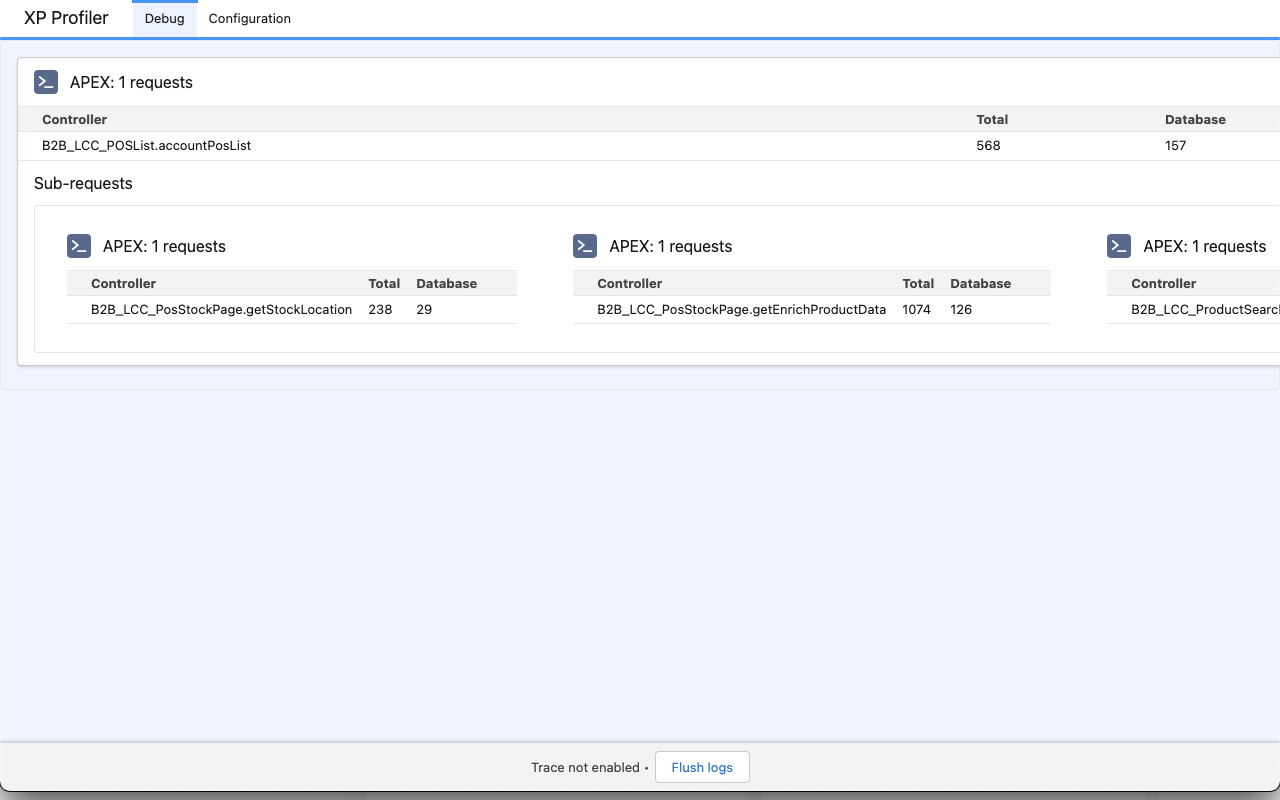 XP Profiler Debug Configuration
APEX: 1 requests
Controller Total Database
B2B_LCC_POSList.accountPosList 568 157
Sub-requests
APEX: 1 requests APEX: 1 requests APEX: 1 requests
Controller Total Database Controller Total Database Controller
B2B_LCC_PosStockPage.getStockLocation 238 29 B2B_LCC_PosStockPage.getEnrichProductData 1074 126 B2B_LCC_ProductSearc
Trace not enabled • Flush logs